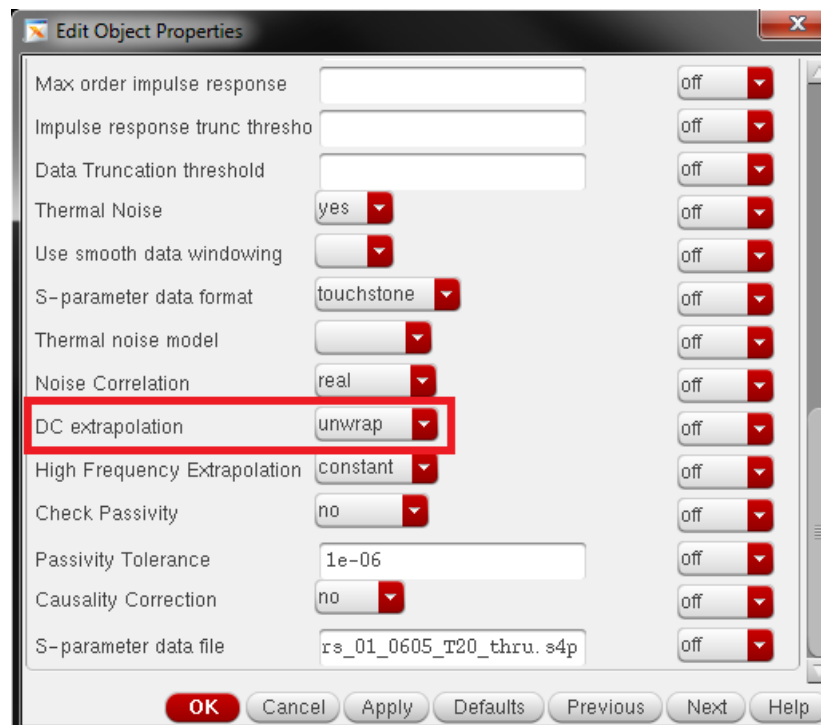 Edit Object Properties
Max order impulse response off
Impulse response trunc thresho off
Data Truncation threshold off
Thermal Noise yes off
Use smooth data windowing off
S-parameter data format touchstone off
Thermal noise model off
Noise Correlation real off
DC extrapolation unwrap off
High Frequency Extrapolation constant off
Check Passivity no off
Passivity Tolerance 1e-06 off
Causality Correction no off
S-parameter data file rs_01_0605_T20_thru.s4p off
OK Cancel Apply Defaults Previous Next Help